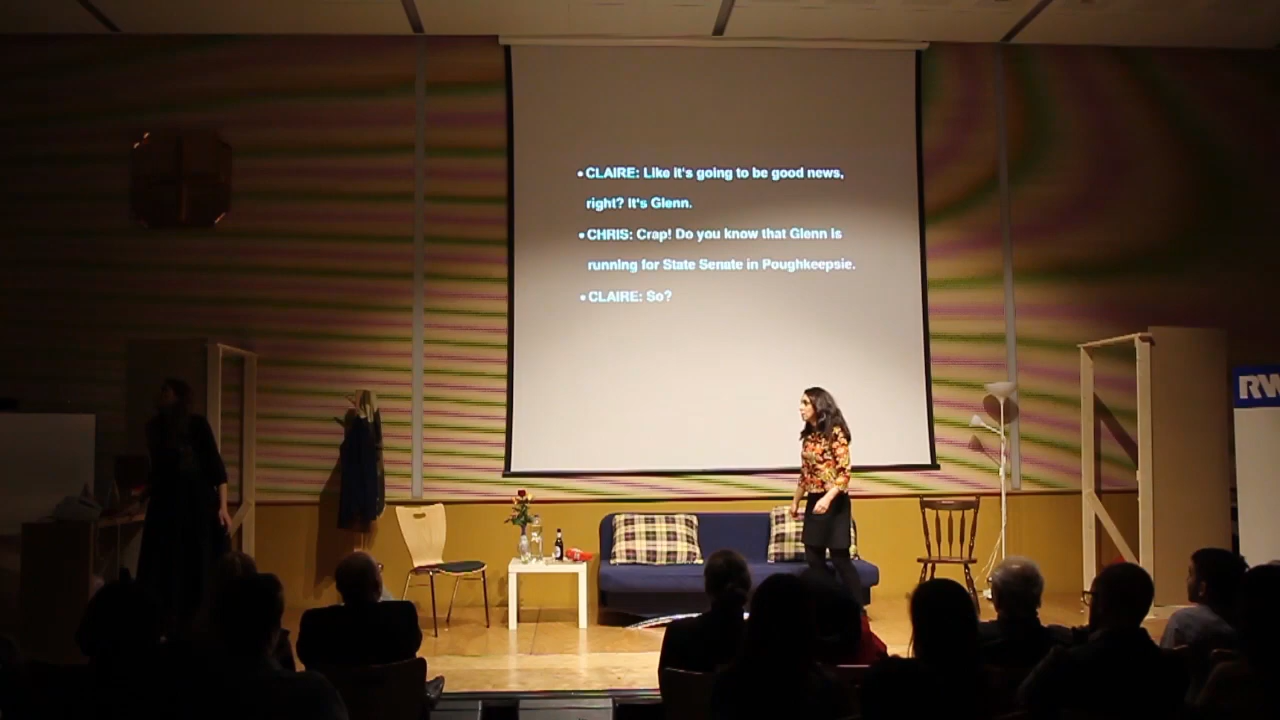 • CLAIRE: Like it's going to be good news,
right? It's Glenn.
• CHRIS: Crap! Do you know that Glenn is
running for State Senate in Poughkeepsie.
• CLAIRE: So?